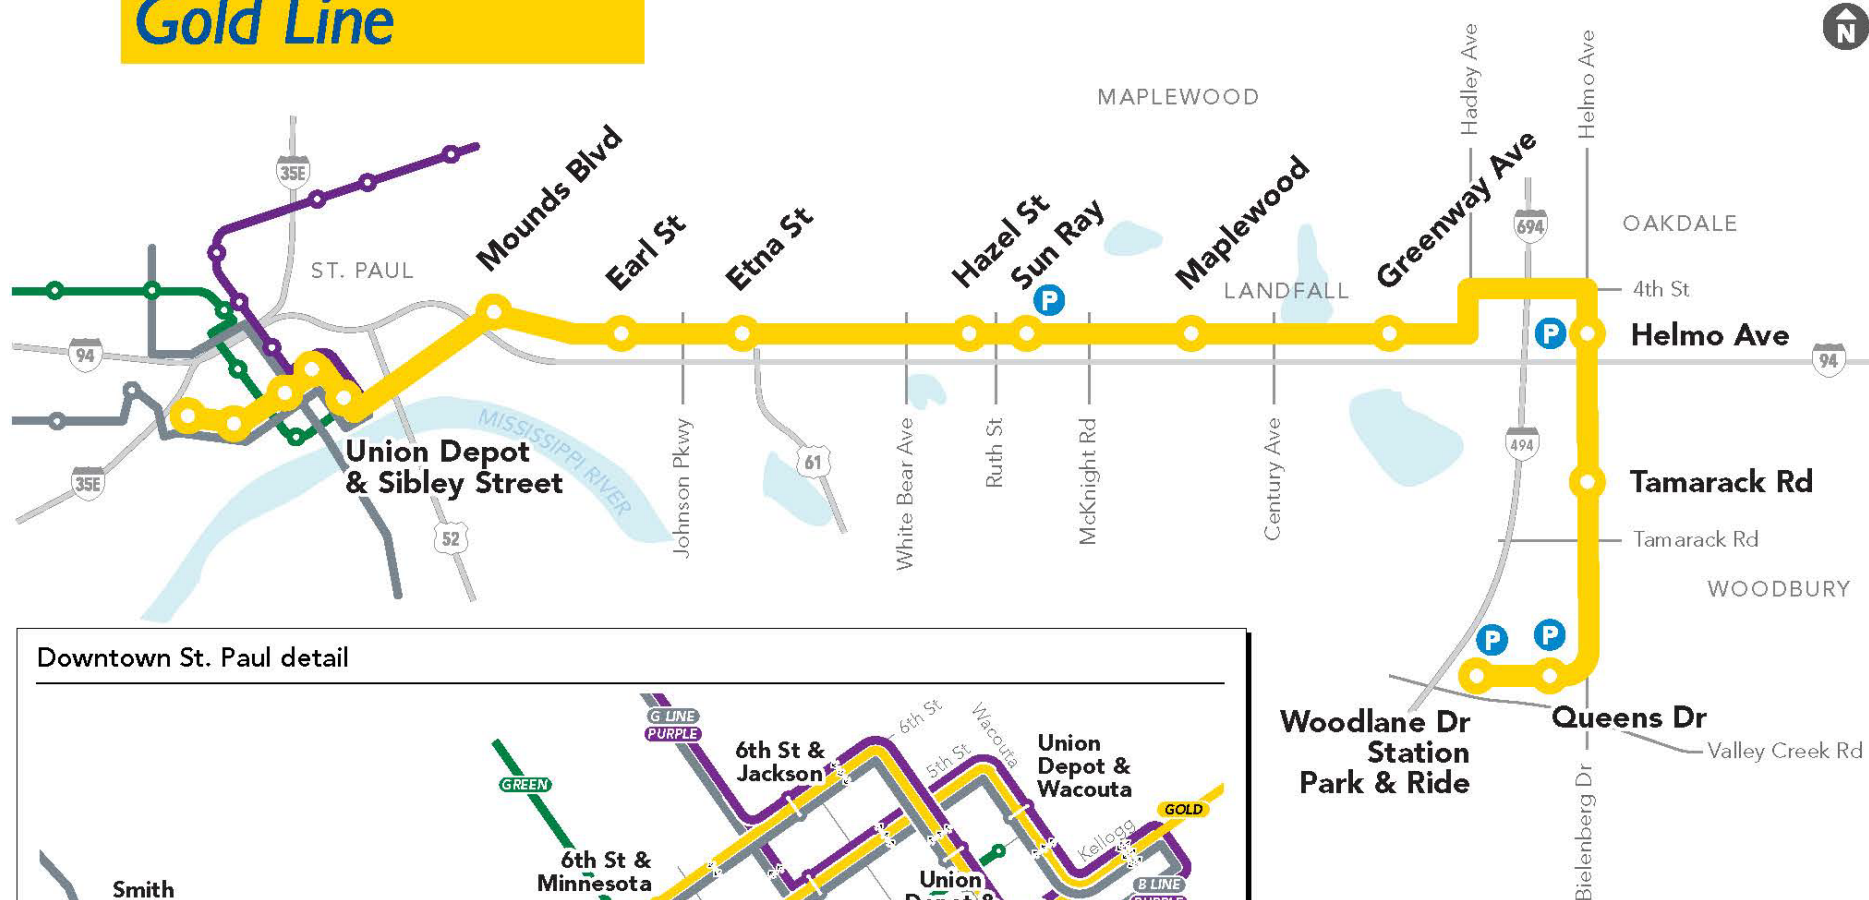 Gold Line
N
Hadley Ave
Helmo Ave
MAPLEWOOD
35E
Mounds Blvd
Earl St
Etna St
Hazel St
Sun Ray
P
Maplewood
Greenway Ave
694
OAKDALE
ST. PAUL
LANDFALL
4th St
P
Helmo Ave
94
94
MISSISSIPPI RIVER
Union Depot
& Sibley Street
35E
52
61
Johnson Pkwy
White Bear Ave
Ruth St
McKnight Rd
Century Ave
494
Tamarack Rd
Tamarack Rd
WOODBURY
P
P
Woodlane Dr
Station
Park & Ride
Queens Dr
Valley Creek Rd
Bielenberg Dr
Downtown St. Paul detail
G LINE
PURPLE
GREEN
6th St &
Jackson
6th St
Wacouta
5th St
Union
Depot &
Wacouta
GOLD
Kellogg
6th St &
Minnesota
Smith
Union
Depot &
B LINE
PURPLE